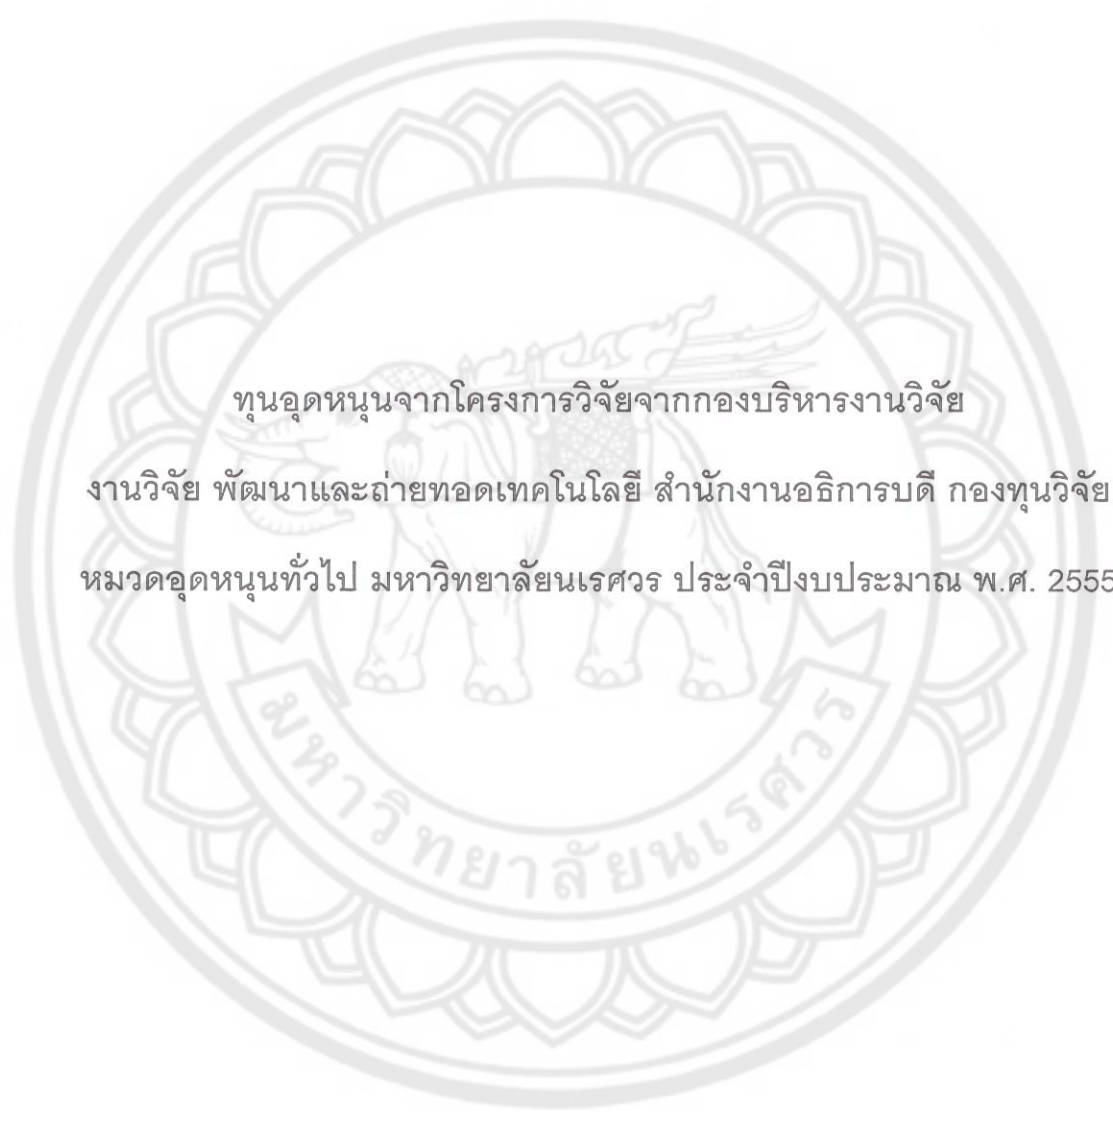 ทุนอุดหนุนจากโครงการวิจัยจากกองบริหารงานวิจัย
งานวิจัย พัฒนาและถ่ายทอดเทคโนโลยี สำนักงานอธิการบดี กองทุนวิจัย
หมวดอุดหนุนทั่วไป มหาวิทยาลัยนเรศวร ประจำปีงบประมาณ พ.ศ. 2555
มหาวิทยาลัยนเรศวร